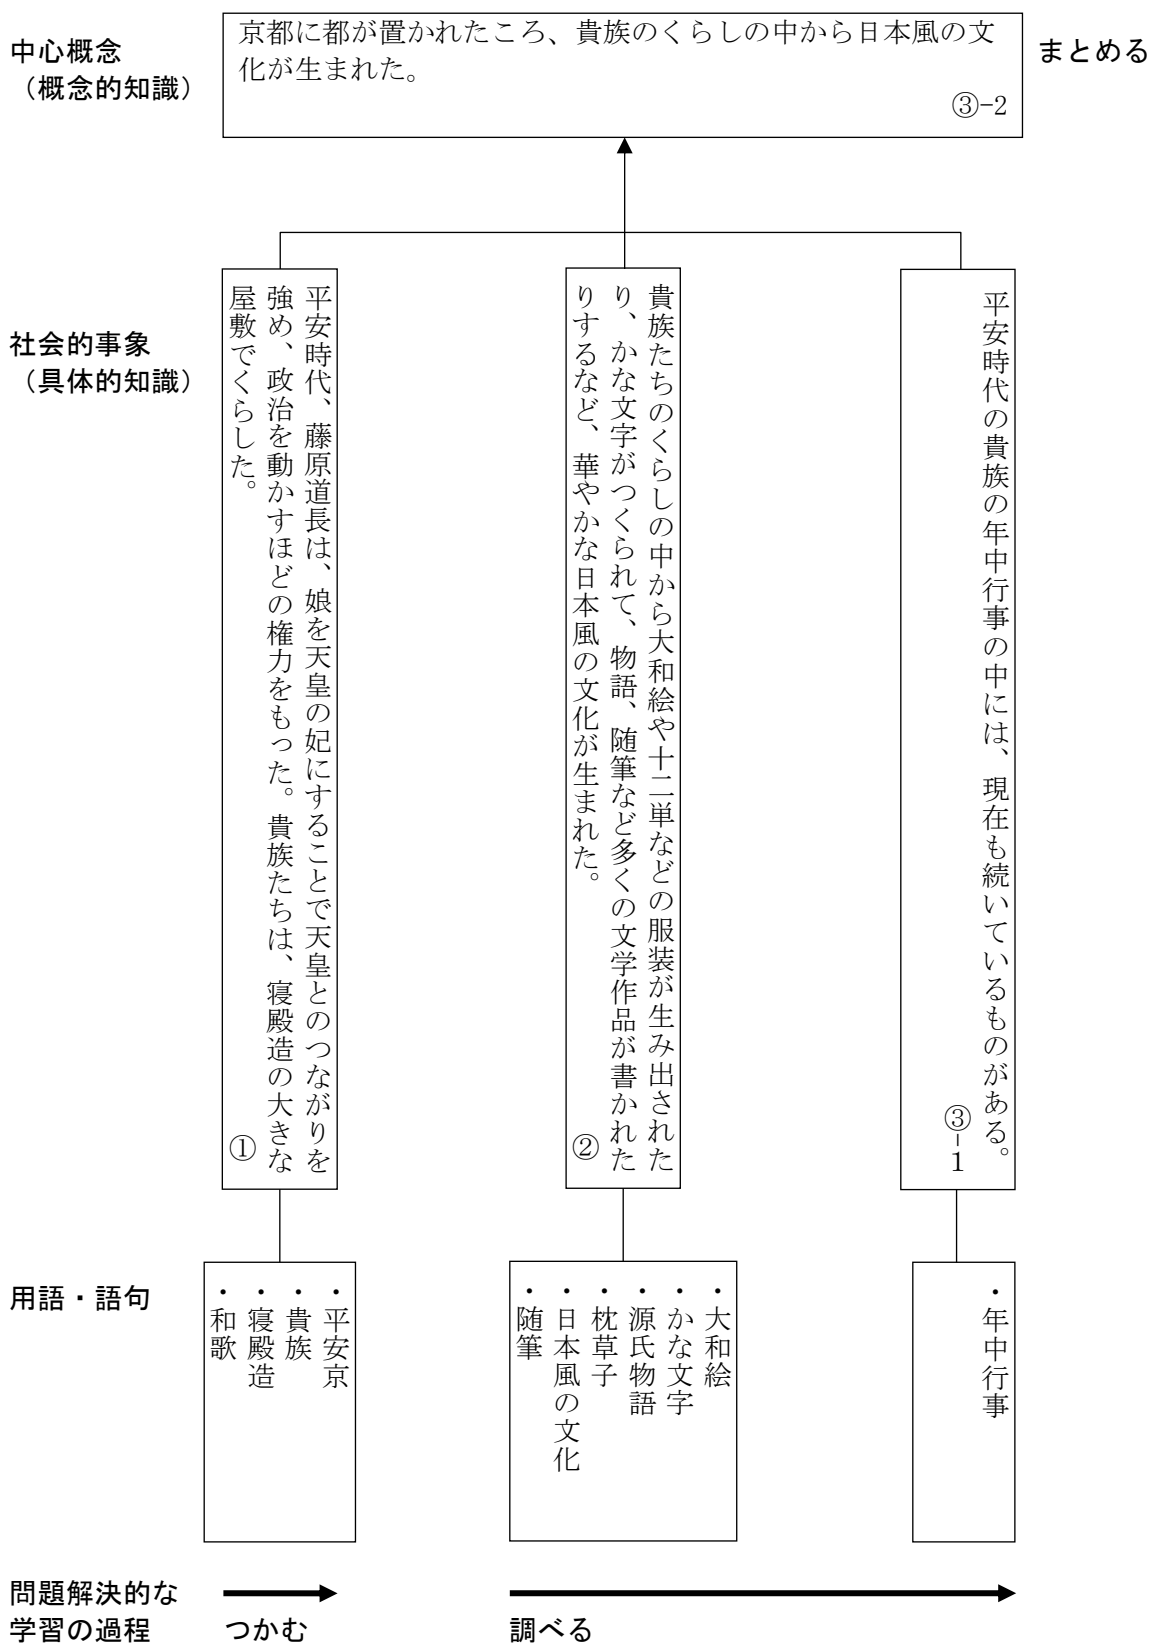 中心概念
（概念的知識）
京都に都が置かれたころ、貴族のくらしの中から日本風の文
化が生まれた。
③-2
まとめる
社会的事象
（具体的知識）
平安時代、藤原道長は、娘を天皇の妃にすることで天皇とのつながりを
強め、政治を動かすほどの権力をもった。貴族たちは、寝殿造の大きな
屋敷でくらした。
①
貴族たちのくらしの中から大和絵や十二単などの服装が生み出された
り、かな文字がつくられて、物語、随筆など多くの文学作品が書かれた
りするなど、華やかな日本風の文化が生まれた。
②
平安時代の貴族の年中行事の中には、現在も続いているものがある。
③-1
用語・語句
・平安京
・貴族
・寝殿造
・和歌
・大和絵
・かな文字
・源氏物語
・枕草子
・日本風の文化
・随筆
・年中行事
問題解決的な
学習の過程
つかむ
調べる